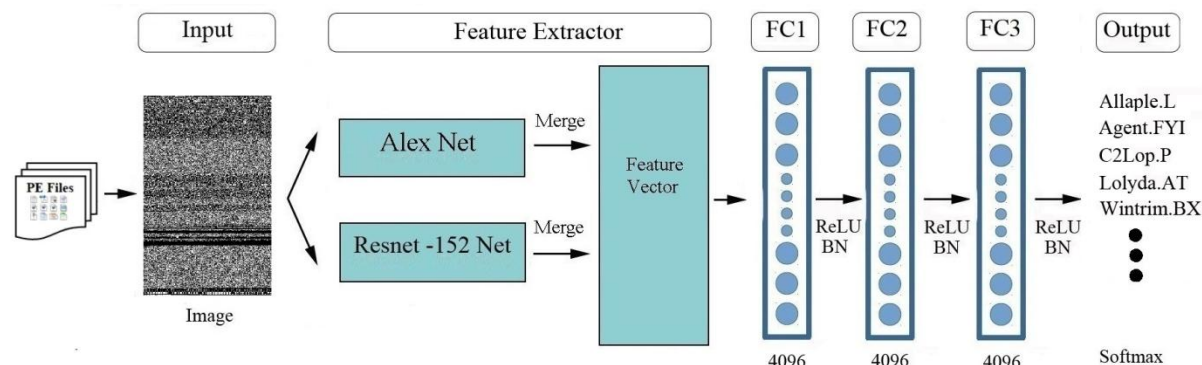 Input
Feature Extractor
FC1
FC2
FC3
Output
PE Files
Image
Alex Net
Merge
Resnet -152 Net
Merge
Feature
Vector
ReLU
BN
ReLU
BN
ReLU
BN
Allaple.L
Agent.FYI
C2Lop.P
Lolyda.AT
Wintrim.BX
4096
4096
4096
Softmax